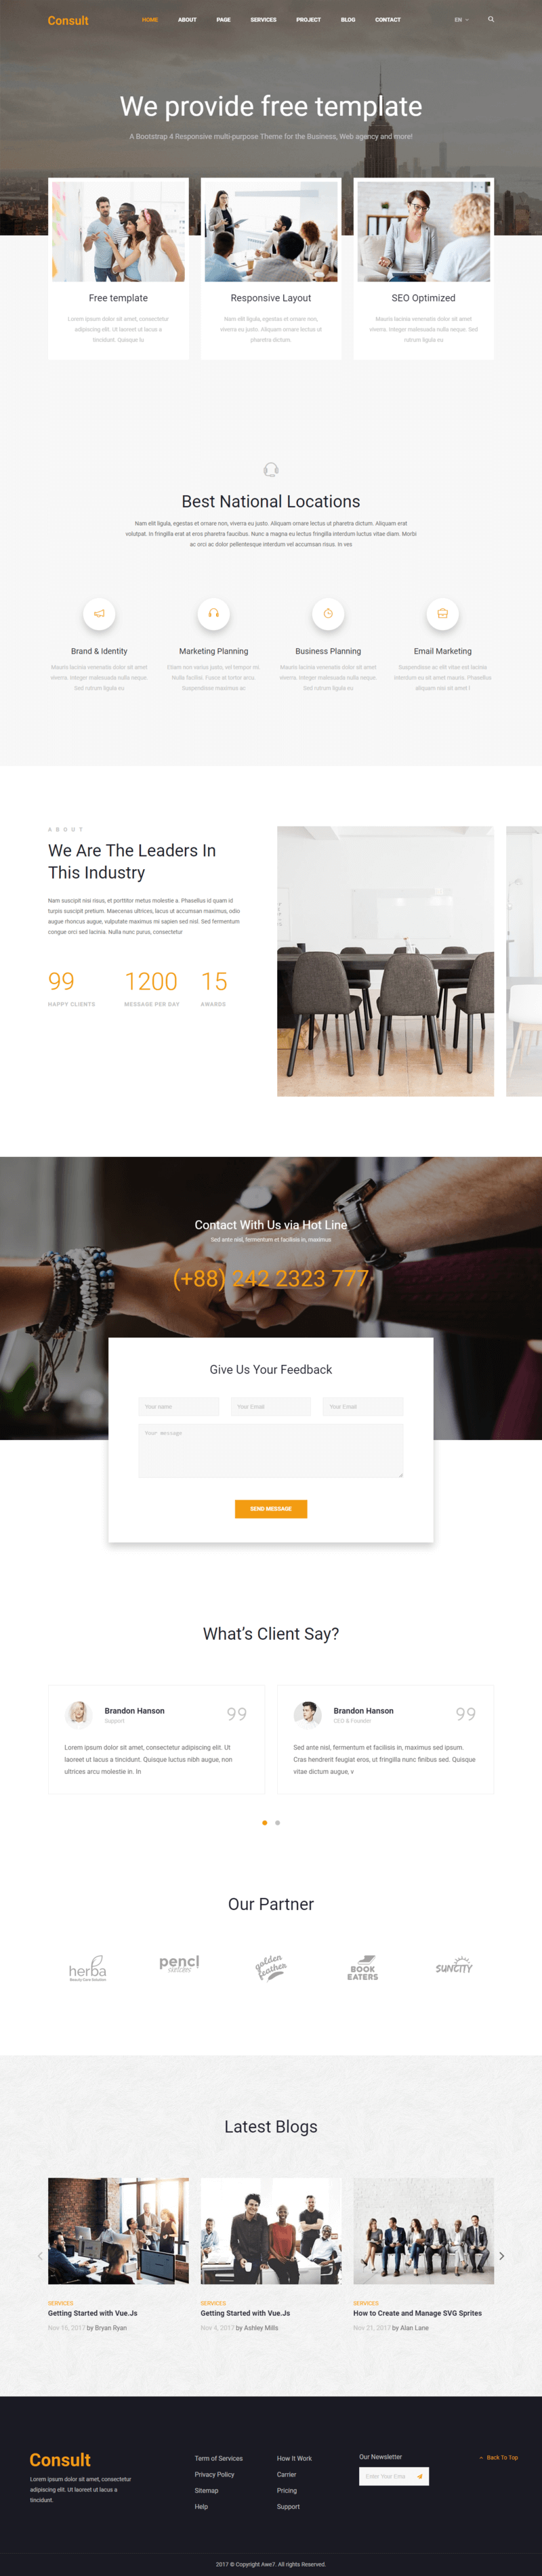 Consult
HOME ABOUT PAGE SERVICES PROJECT BLOG CONTACT EN
We provide free template
A Bootstrap 4 Responsive multi-purpose Theme for the Business, Web agency and more!
Free template
Lorem ipsum dolor sit amet, consectetur
adipiscing elit. Ut laoreet ut lacus a
tincidunt. Quisque lu
Responsive Layout
Nam elit ligula, egestas et ornare non,
viverra eu justo. Aliquam ornare lectus ut
pharetra dictum.
SEO Optimized
Mauris lacinia venenatis dolor sit amet
viverra. Integer malesuada nulla neque. Sed
rutrum ligula eu
Best National Locations
Nam elit ligula, egestas et ornare non, viverra eu justo. Aliquam ornare lectus ut pharetra dictum. Aliquam erat
volutpat. In fringilla erat at eros pharetra faucibus. Nunc a magna eu lectus fringilla interdum luctus vitae diam. Morbi
ac orci ac dolor pellentesque interdum vel accumsan risus. In ves
Brand & Identity
Mauris lacinia venenatis dolor sit amet
viverra. Integer malesuada nulla neque.
Sed rutrum ligula eu
Marketing Planning
Etiam non varius justo, vel tempor mi.
Nulla facilisi. Fusce at tortor arcu.
Suspendisse maximus ac
Business Planning
Mauris lacinia venenatis dolor sit amet
viverra. Integer malesuada nulla neque.
Sed rutrum ligula eu
Email Marketing
Suspendisse ac elit vitae est lacinia
interdum eu sit amet mauris. Phasellus
aliquam nisi sit amet l
ABOUT
We Are The Leaders In
This Industry
Nam suscipit nisi risus, et porttitor metus molestie a. Phasellus id quam id
turpis suscipit pretium. Maecenas ultrices, lacus ut accumsan maximus, odio
augue rhoncus augue, vulputate maximus mi sapien sed nisl. Sed fermentum
congue orci sed lacinia. Nulla nunc purus, consectetur
99
HAPPY CLIENTS
1200
MESSAGE PER DAY
15
AWARDS
Contact With Us via Hot Line
Sed ante nisl, fermentum et facilisis in, maximus
(+88) 242 2323 777
Give Us Your Feedback
Your name
Your Email
Your Email
Your message
SEND MESSAGE
What's Client Say?
Brandon Hanson
Support
Lorem ipsum dolor sit amet, consectetur adipiscing elit. Ut
laoreet ut lacus a tincidunt. Quisque luctus nibh augue, non
ultrices arcu molestie in. In
Brandon Hanson
CEO & Founder
Sed ante nisl, fermentum et facilisis in, maximus sed ipsum.
Cras hendrerit feugiat eros, ut fringilla nunc finibus sed. Quisque
vitae dictum augue, v
Our Partner
herba
pencl
golden
feather
BOOK
EATERS
SUNCITY
Latest Blogs
SERVICES
Getting Started with Vue.Js
Nov 15, 2017 by Bryan Ryan
SERVICES
Getting Started with Vue.Js
Nov 4, 2017 by Ashley Mills
SERVICES
How to Create and Manage SVG Sprites
Nov 21, 2017 by Alan Lane
Consult
Lorem ipsum dolor sit amet, consectetur
adipiscing elit. Ut laoreet ut lacus a
tincidunt.
Term of Services
Privacy Policy
Sitemap
Help
How It Work
Carrier
Pricing
Support
Our Newsletter
Enter Your Emai
Back To Top
2017 © Copyright Awe7. All rights Reserved.